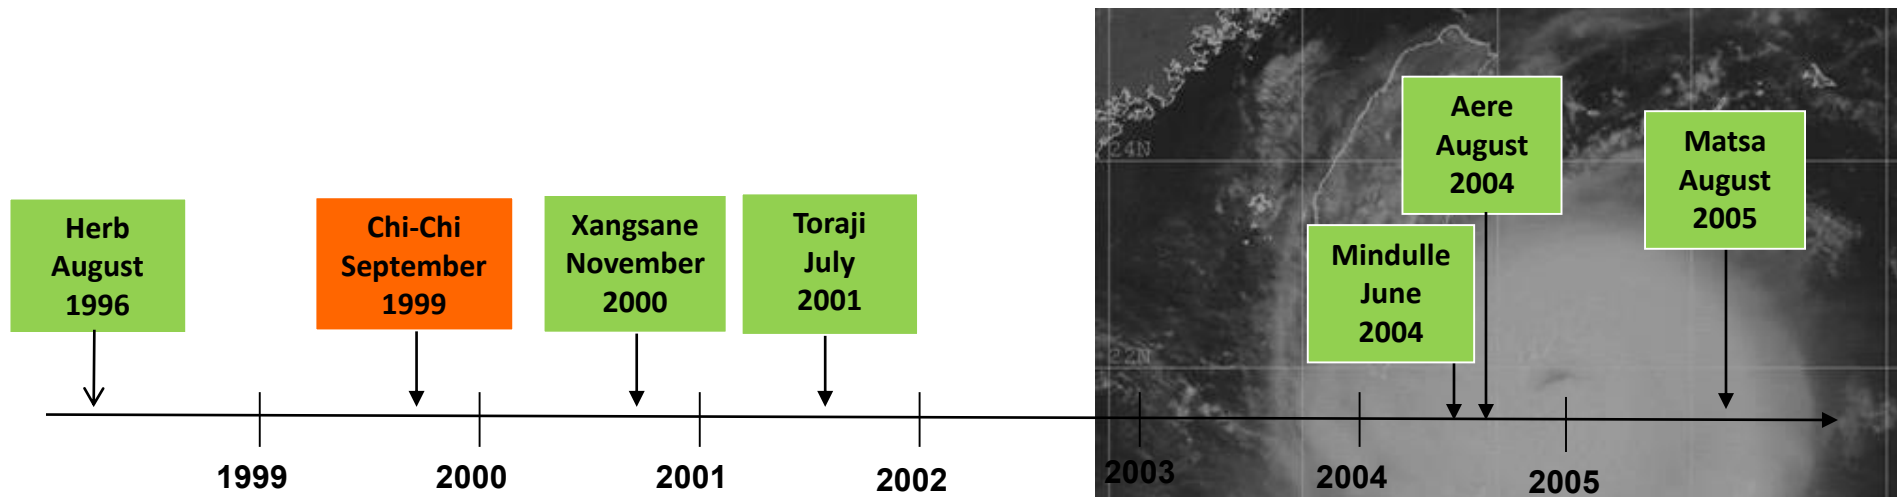 Herb
August
1996
Chi-Chi
September
1999
Xangsane
November
2000
Toraji
July
2001
Mindulle
June
2004
Aere
August
2004
Matsa
August
2005
24N
22N
1999
2000
2001
2002
2003
2004
2005